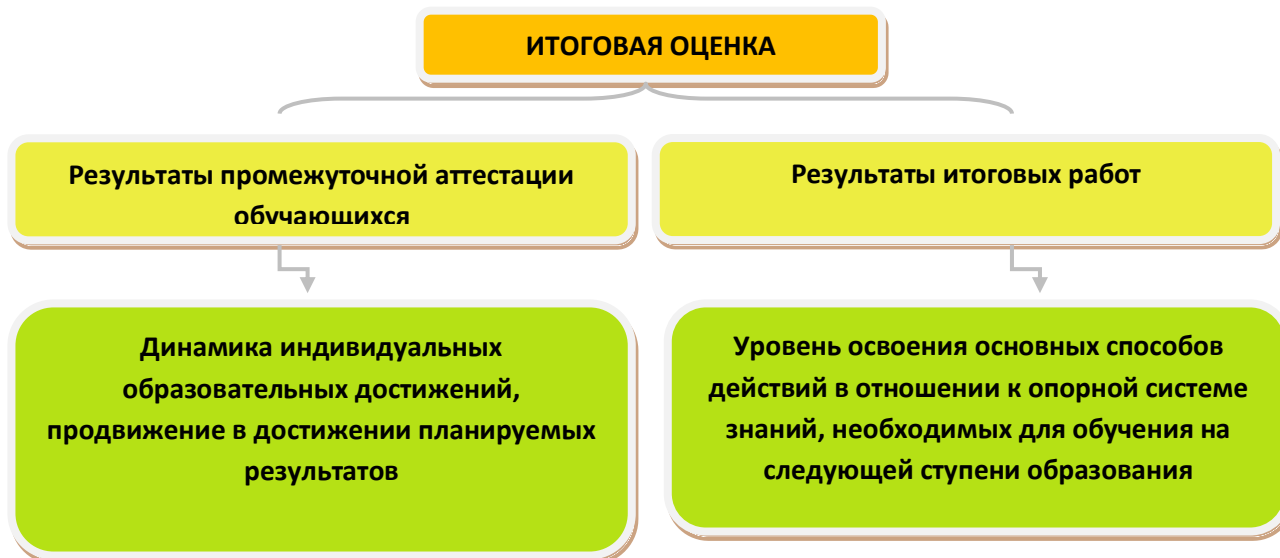 ИТОГОВАЯ ОЦЕНКА
Результаты промежуточной аттестации
обучающихся
Результаты итоговых работ
Динамика индивидуальных
образовательных достижений,
продвижение в достижении планируемых
результатов
Уровень освоения основных способов
действий в отношении к опорной системе
знаний, необходимых для обучения на
следующей ступени образования